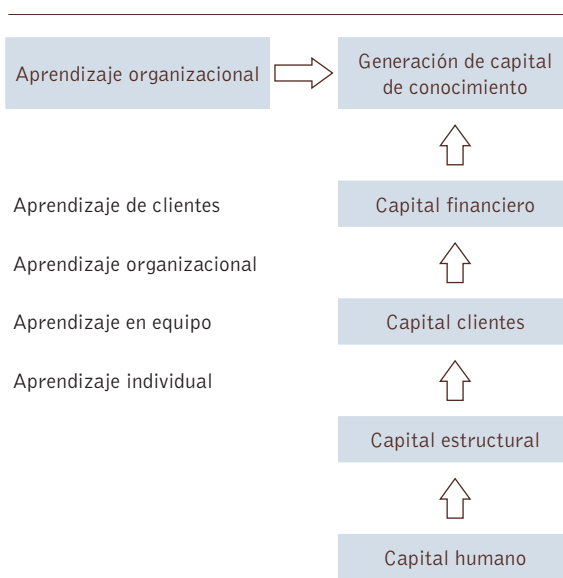 Aprendizaje organizacional
Generación de capital
de conocimiento
Aprendizaje de clientes
Capital financiero
Aprendizaje organizacional
Aprendizaje en equipo
Capital clientes
Aprendizaje individual
Capital estructural
Capital humano